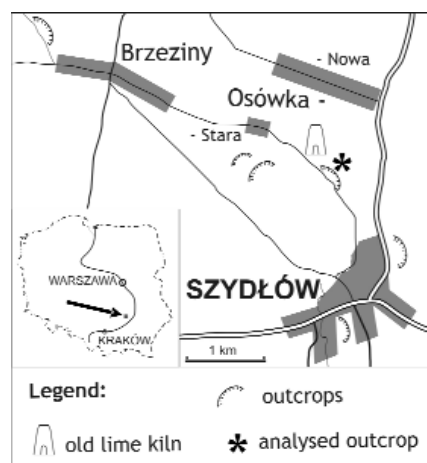 Brzeziny
- Nowa
Osówka -
- Stara
WARSZAWA
KRAKÓW
SZYDŁÓW
1 km
Legend:
outcrops
old lime kiln
analysed outcrop